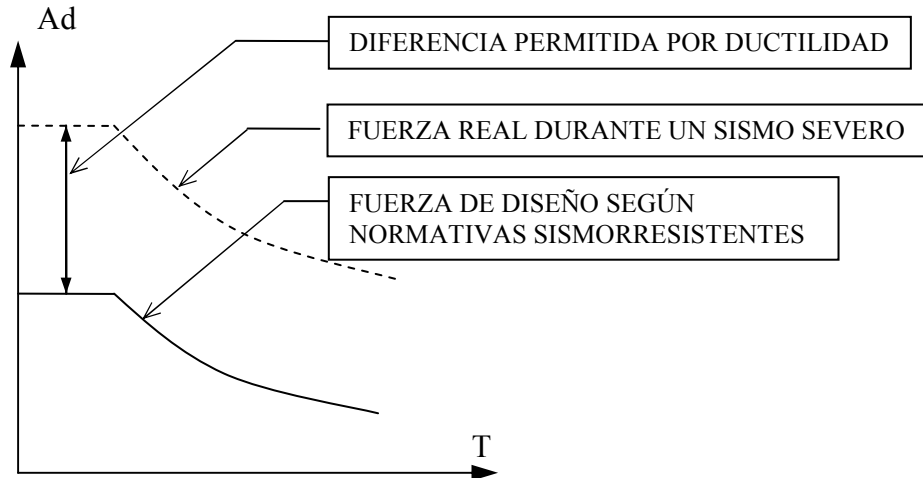 Ad
DIFERENCIA PERMITIDA POR DUCTILIDAD
FUERZA REAL DURANTE UN SISMO SEVERO
FUERZA DE DISEÑO SEGÚN
NORMATIVAS SISMORRESISTENTES
T